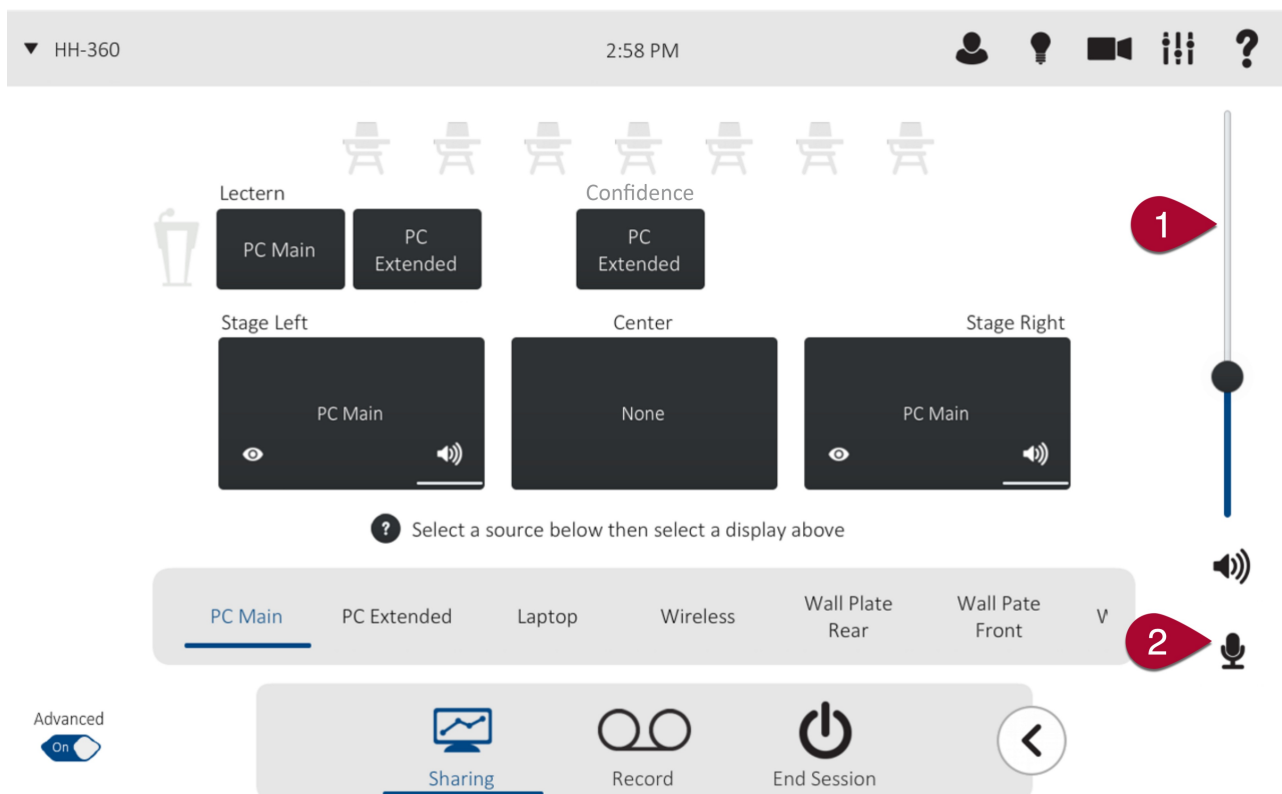 HH-360
2:58 PM
?
1
Lectern
Confidence
PC Main
PC
Extended
PC
Extended
Stage Left
Center
Stage Right
PC Main
None
PC Main
? Select a source below then select a display above
PC Main
PC Extended
Laptop
Wireless
Wall Plate
Rear
Wall Pate
Front
W
2
Advanced
On
Sharing
Record
End Session